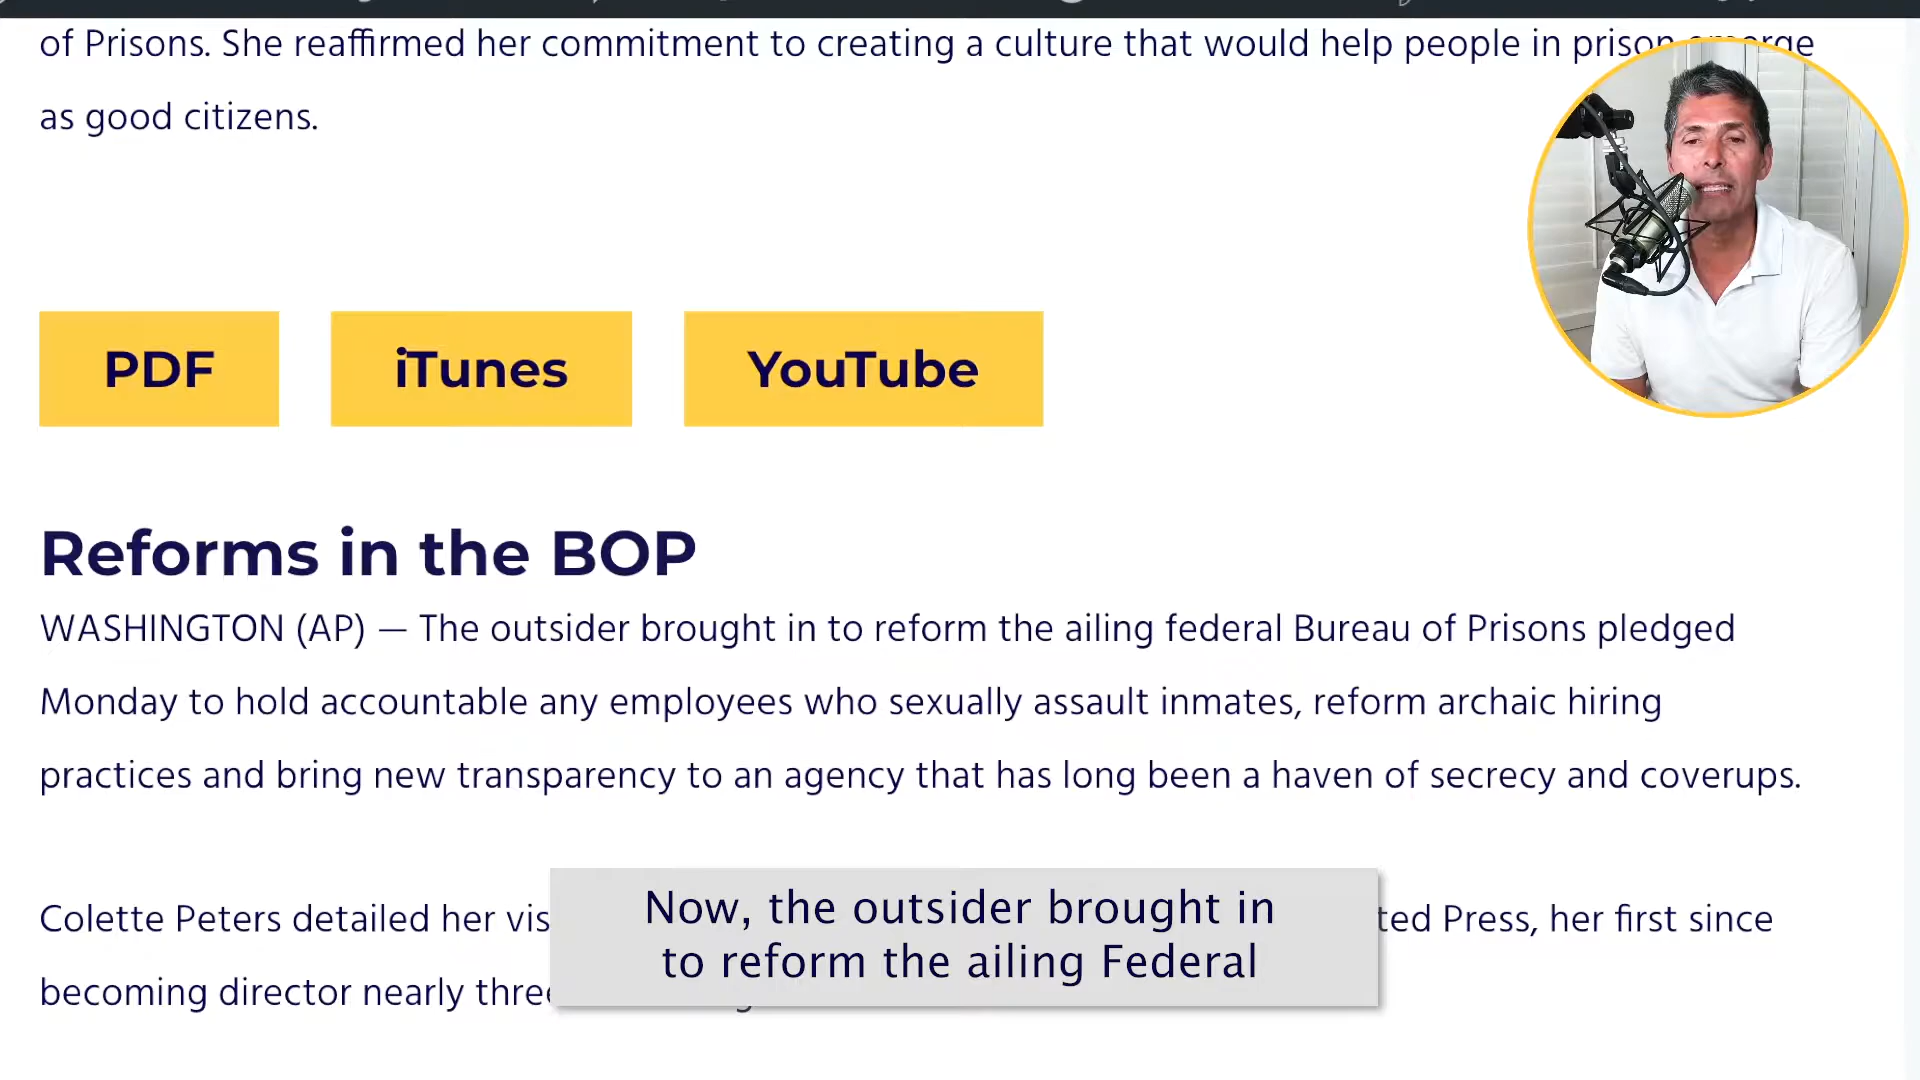 of Prisons. She reaffirmed her commitment to creating a culture that would help people in prison emerge
as good citizens.
PDF iTunes YouTube
Reforms in the BOP
WASHINGTON (AP) — The outsider brought in to reform the ailing federal Bureau of Prisons pledged
Monday to hold accountable any employees who sexually assault inmates, reform archaic hiring
practices and bring new transparency to an agency that has long been a haven of secrecy and coverups.
Colette Peters detailed her vis ted Press, her first since
becoming director nearly three
Now, the outsider brought in
to reform the ailing Federal